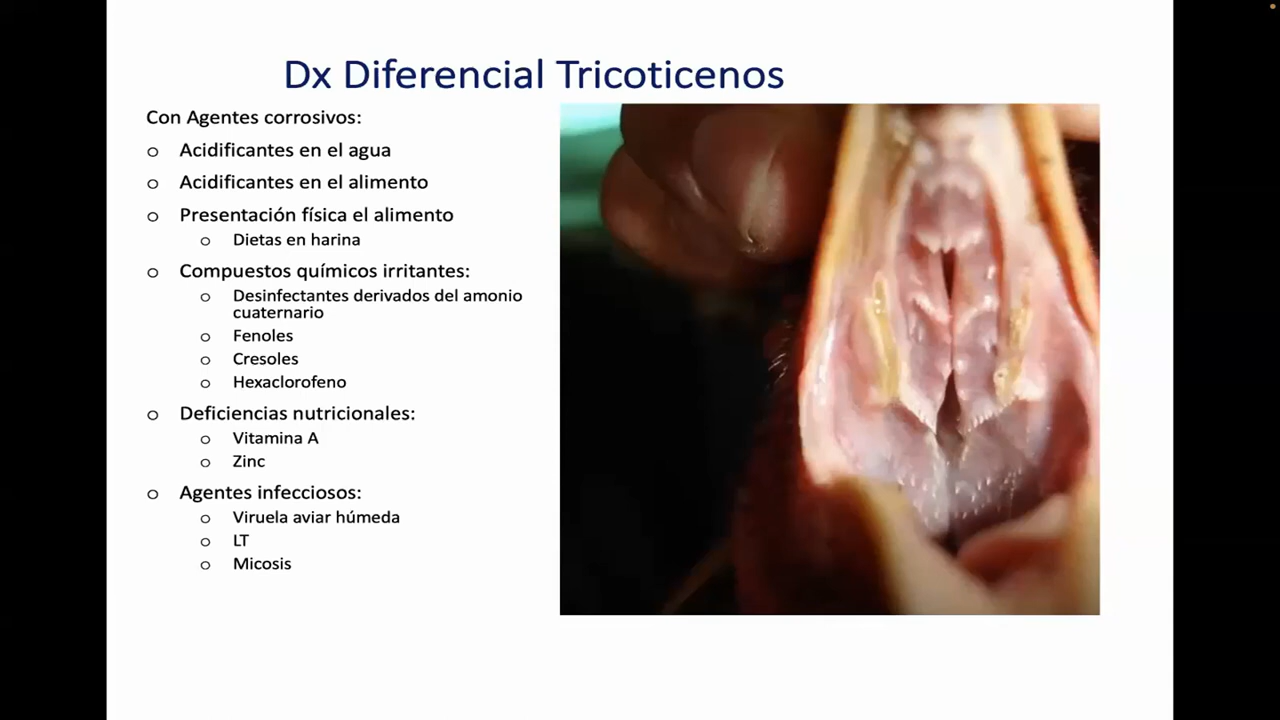 Dx Diferencial Tricoticenos
Con Agentes corrosivos:
o Acidificantes en el agua
o Acidificantes en el alimento
o Presentación física el alimento
o Dietas en harina
o Compuestos químicos irritantes:
o Desinfectantes derivados del amonio
cuaternario
o Fenoles
o Cresoles
o Hexaclorofeno
o Deficiencias nutricionales:
o Vitamina A
o Zinc
o Agentes infecciosos:
o Viruela aviar húmeda
o LT
o Micosis